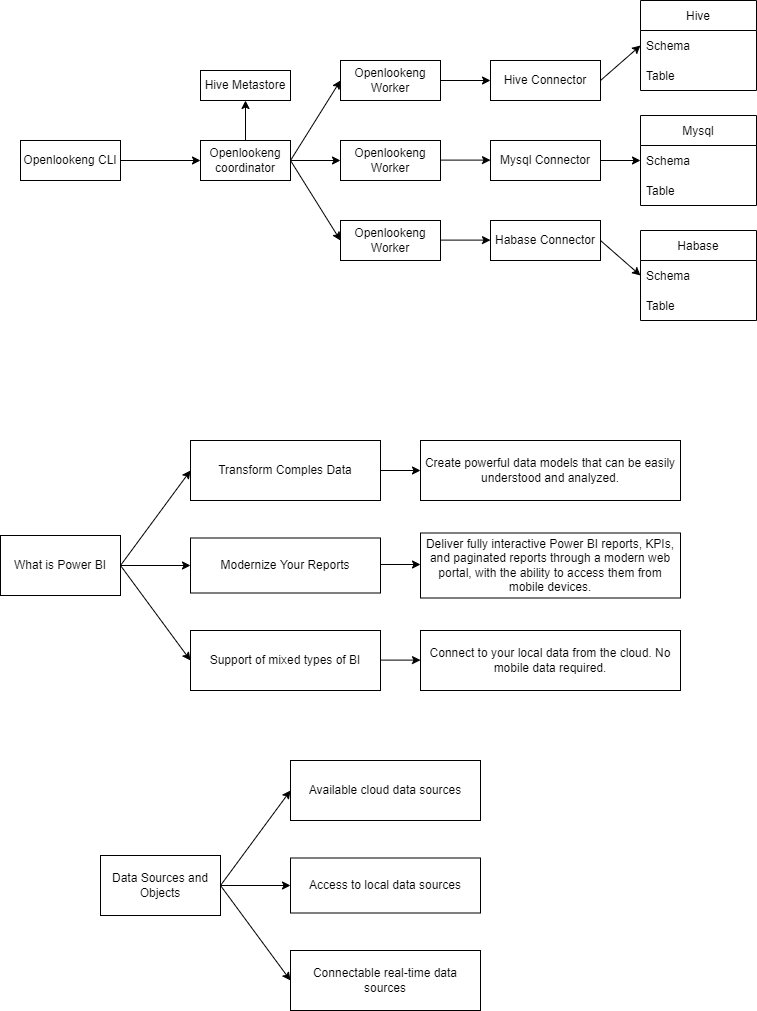 Hive
Schema
Table
Hive Metastore
Openlookeng
Worker
Hive Connector
Openlookeng CLI
Openlookeng
coordinator
Openlookeng
Worker
Mysql Connector
Mysql
Schema
Table
Openlookeng
Worker
Habase Connector
Habase
Schema
Table
What is Power BI
Transform Comples Data
Create powerful data models that can be easily
understood and analyzed.
Modernize Your Reports
Deliver fully interactive Power BI reports, KPIs,
and paginated reports through a modern web
portal, with the ability to access them from
mobile devices.
Support of mixed types of BI
Connect to your local data from the cloud. No
mobile data required.
Data Sources and
Objects
Available cloud data sources
Access to local data sources
Connectable real-time data
sources